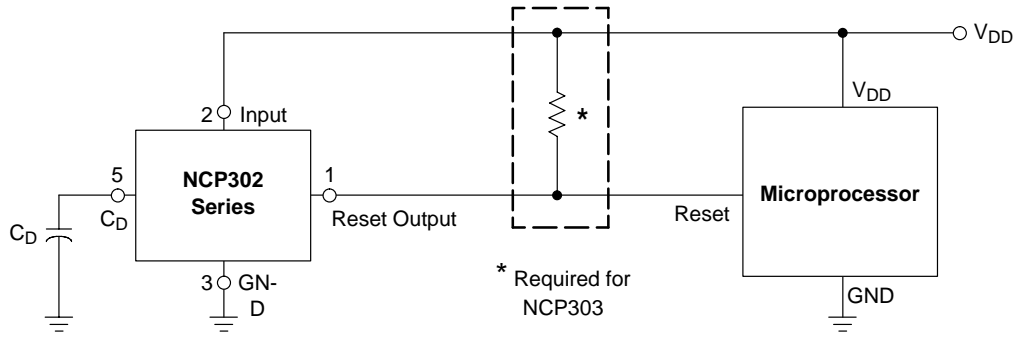 V_DD
V_DD
2
Input
5
C_D
C_D
NCP302
Series
1
Reset Output
*
Reset
Microprocessor
3
GN-
D
* Required for
NCP303
GND